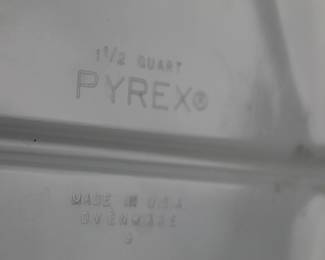 1 1/2 QUART
PYREX®
MADE IN U.S.A
OVENWARE